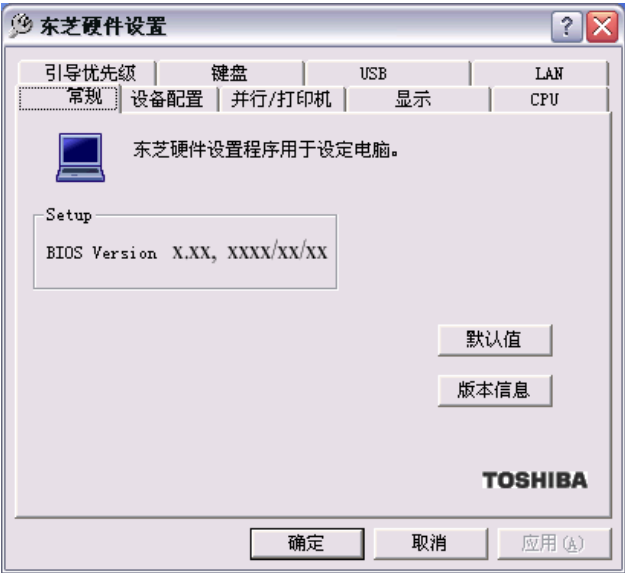 东芝硬件设置
引导优先级 键盘 USB LAN
常规 设备配置 并行/打印机 显示 CPU
东芝硬件设置程序用于设定电脑。
Setup
BIOS Version x.xx, xxxx/xx/xx
默认值
版本信息
TOSHIBA
确定 取消 应用(A)